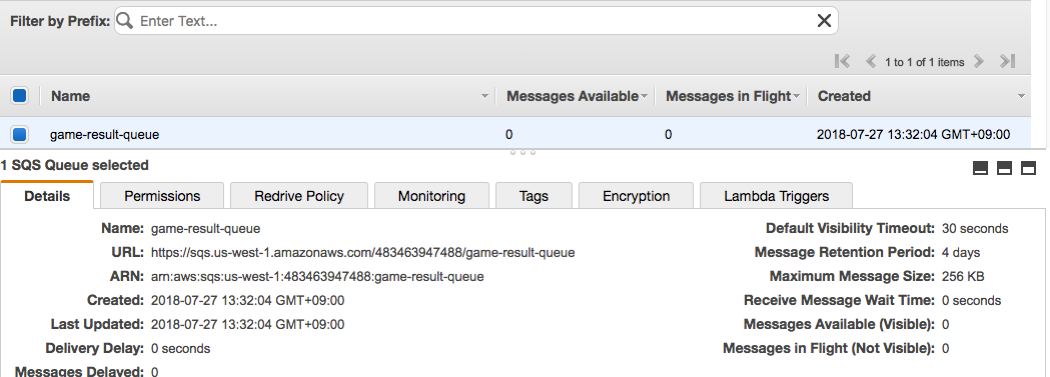 Filter by Prefix: Enter Text...
1 to 1 of 1 items
Name Messages Available Messages in Flight Created
game-result-queue 0 0 2018-07-27 13:32:04 GMT+09:00
1 SQS Queue selected
Details Permissions Redrive Policy Monitoring Tags Encryption Lambda Triggers
Name: game-result-queue Default Visibility Timeout: 30 seconds
URL: https://sqs.us-west-1.amazonaws.com/483463947488/game-result-queue Message Retention Period: 4 days
ARN: arn:aws:sqs:us-west-1:483463947488:game-result-queue Maximum Message Size: 256 KB
Created: 2018-07-27 13:32:04 GMT+09:00 Receive Message Wait Time: 0 seconds
Last Updated: 2018-07-27 13:32:04 GMT+09:00 Messages Available (Visible): 0
Delivery Delay: 0 seconds Messages in Flight (Not Visible): 0
Messages Delayed: 0